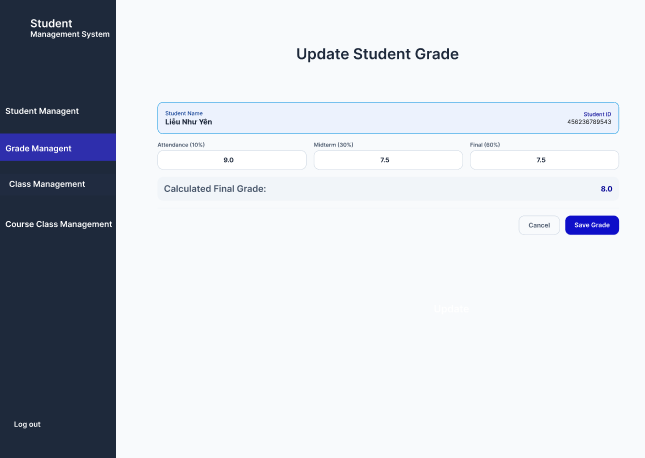 Student
Management System
Student Managent
Grade Managent
Class Management
Course Class Management
Log out
Update Student Grade
Student Name
Student ID
Liễu Như Yên
456236789543
Attendance (10%)
Midterm (30%)
Final (60%)
9.0
7.5
7.5
Calculated Final Grade:
8.0
Cancel
Save Grade